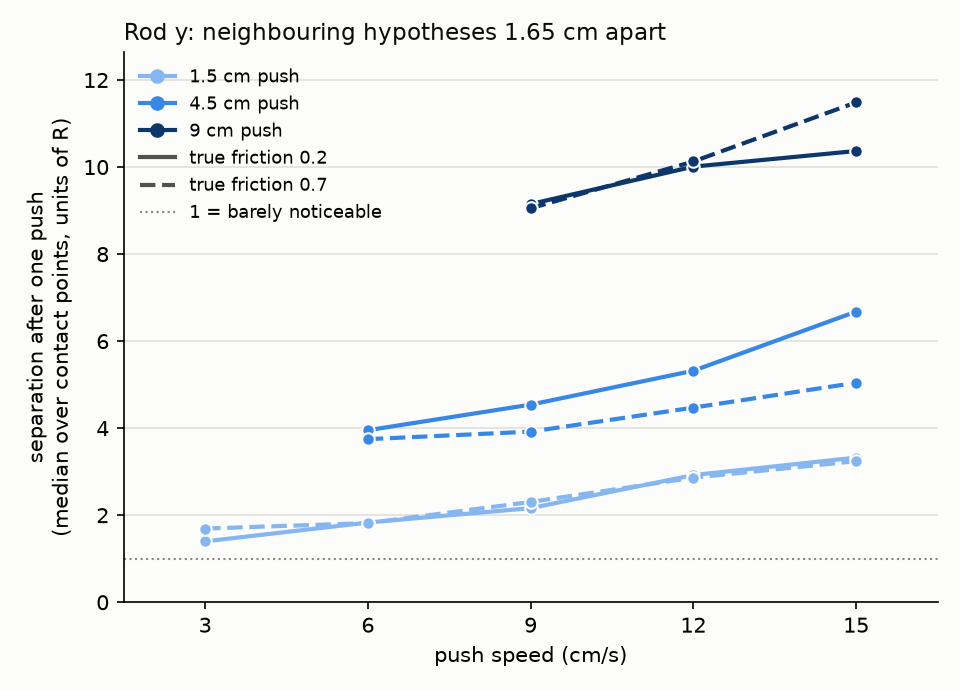 Rod y: neighbouring hypotheses 1.65 cm apart
1.5 cm push
4.5 cm push
9 cm push
true friction 0.2
true friction 0.7
1 = barely noticeable
separation after one push
(median over contact points, units of R)
12
10
8
6
4
2
0
3
6
9
12
15
push speed (cm/s)